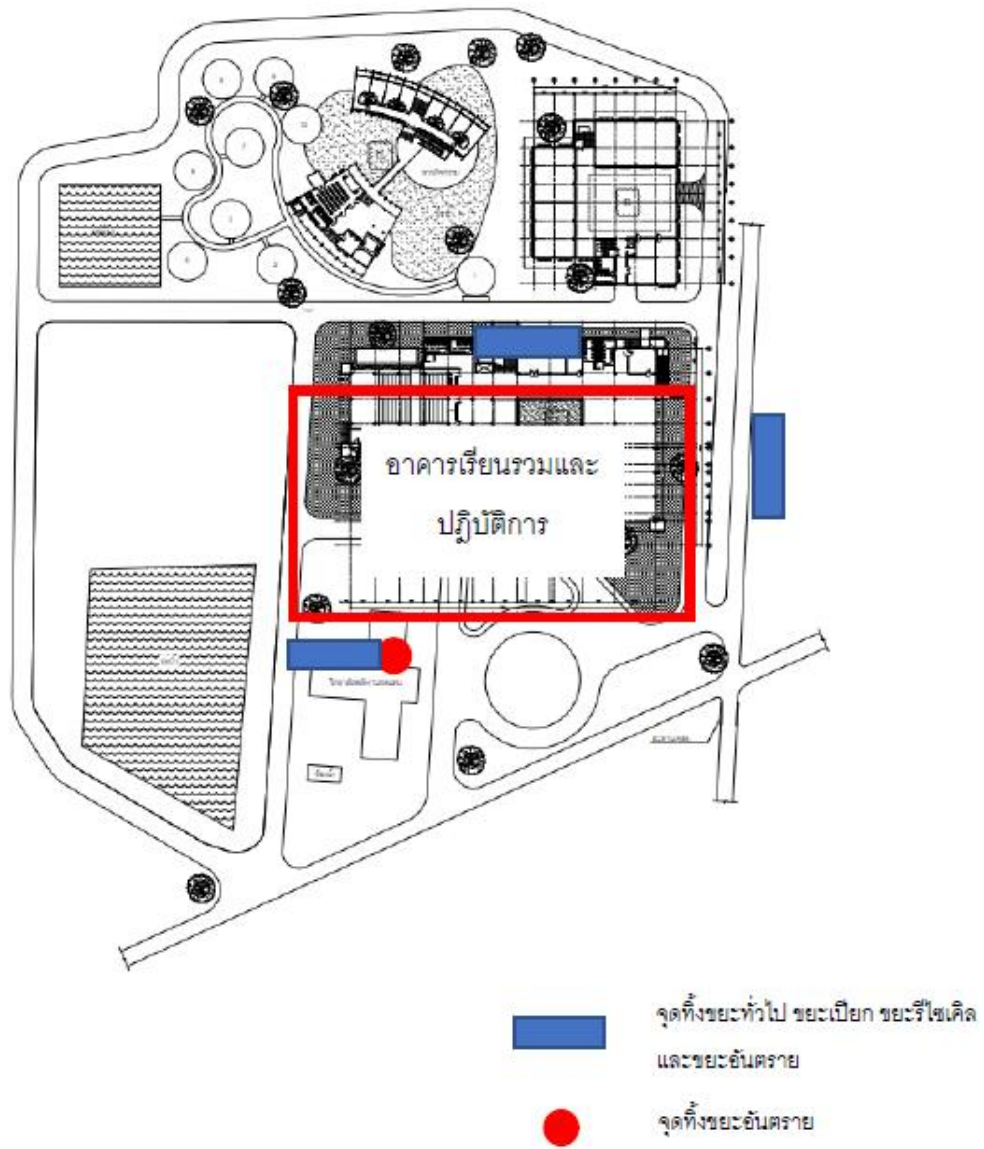 อาคารเรียนรวมและ
ปฏิบัติการ
จุดทิ้งขยะทั่วไป ขยะเปียก ขยะรีไซเคิล
และขยะอันตราย
จุดทิ้งขยะอันตราย